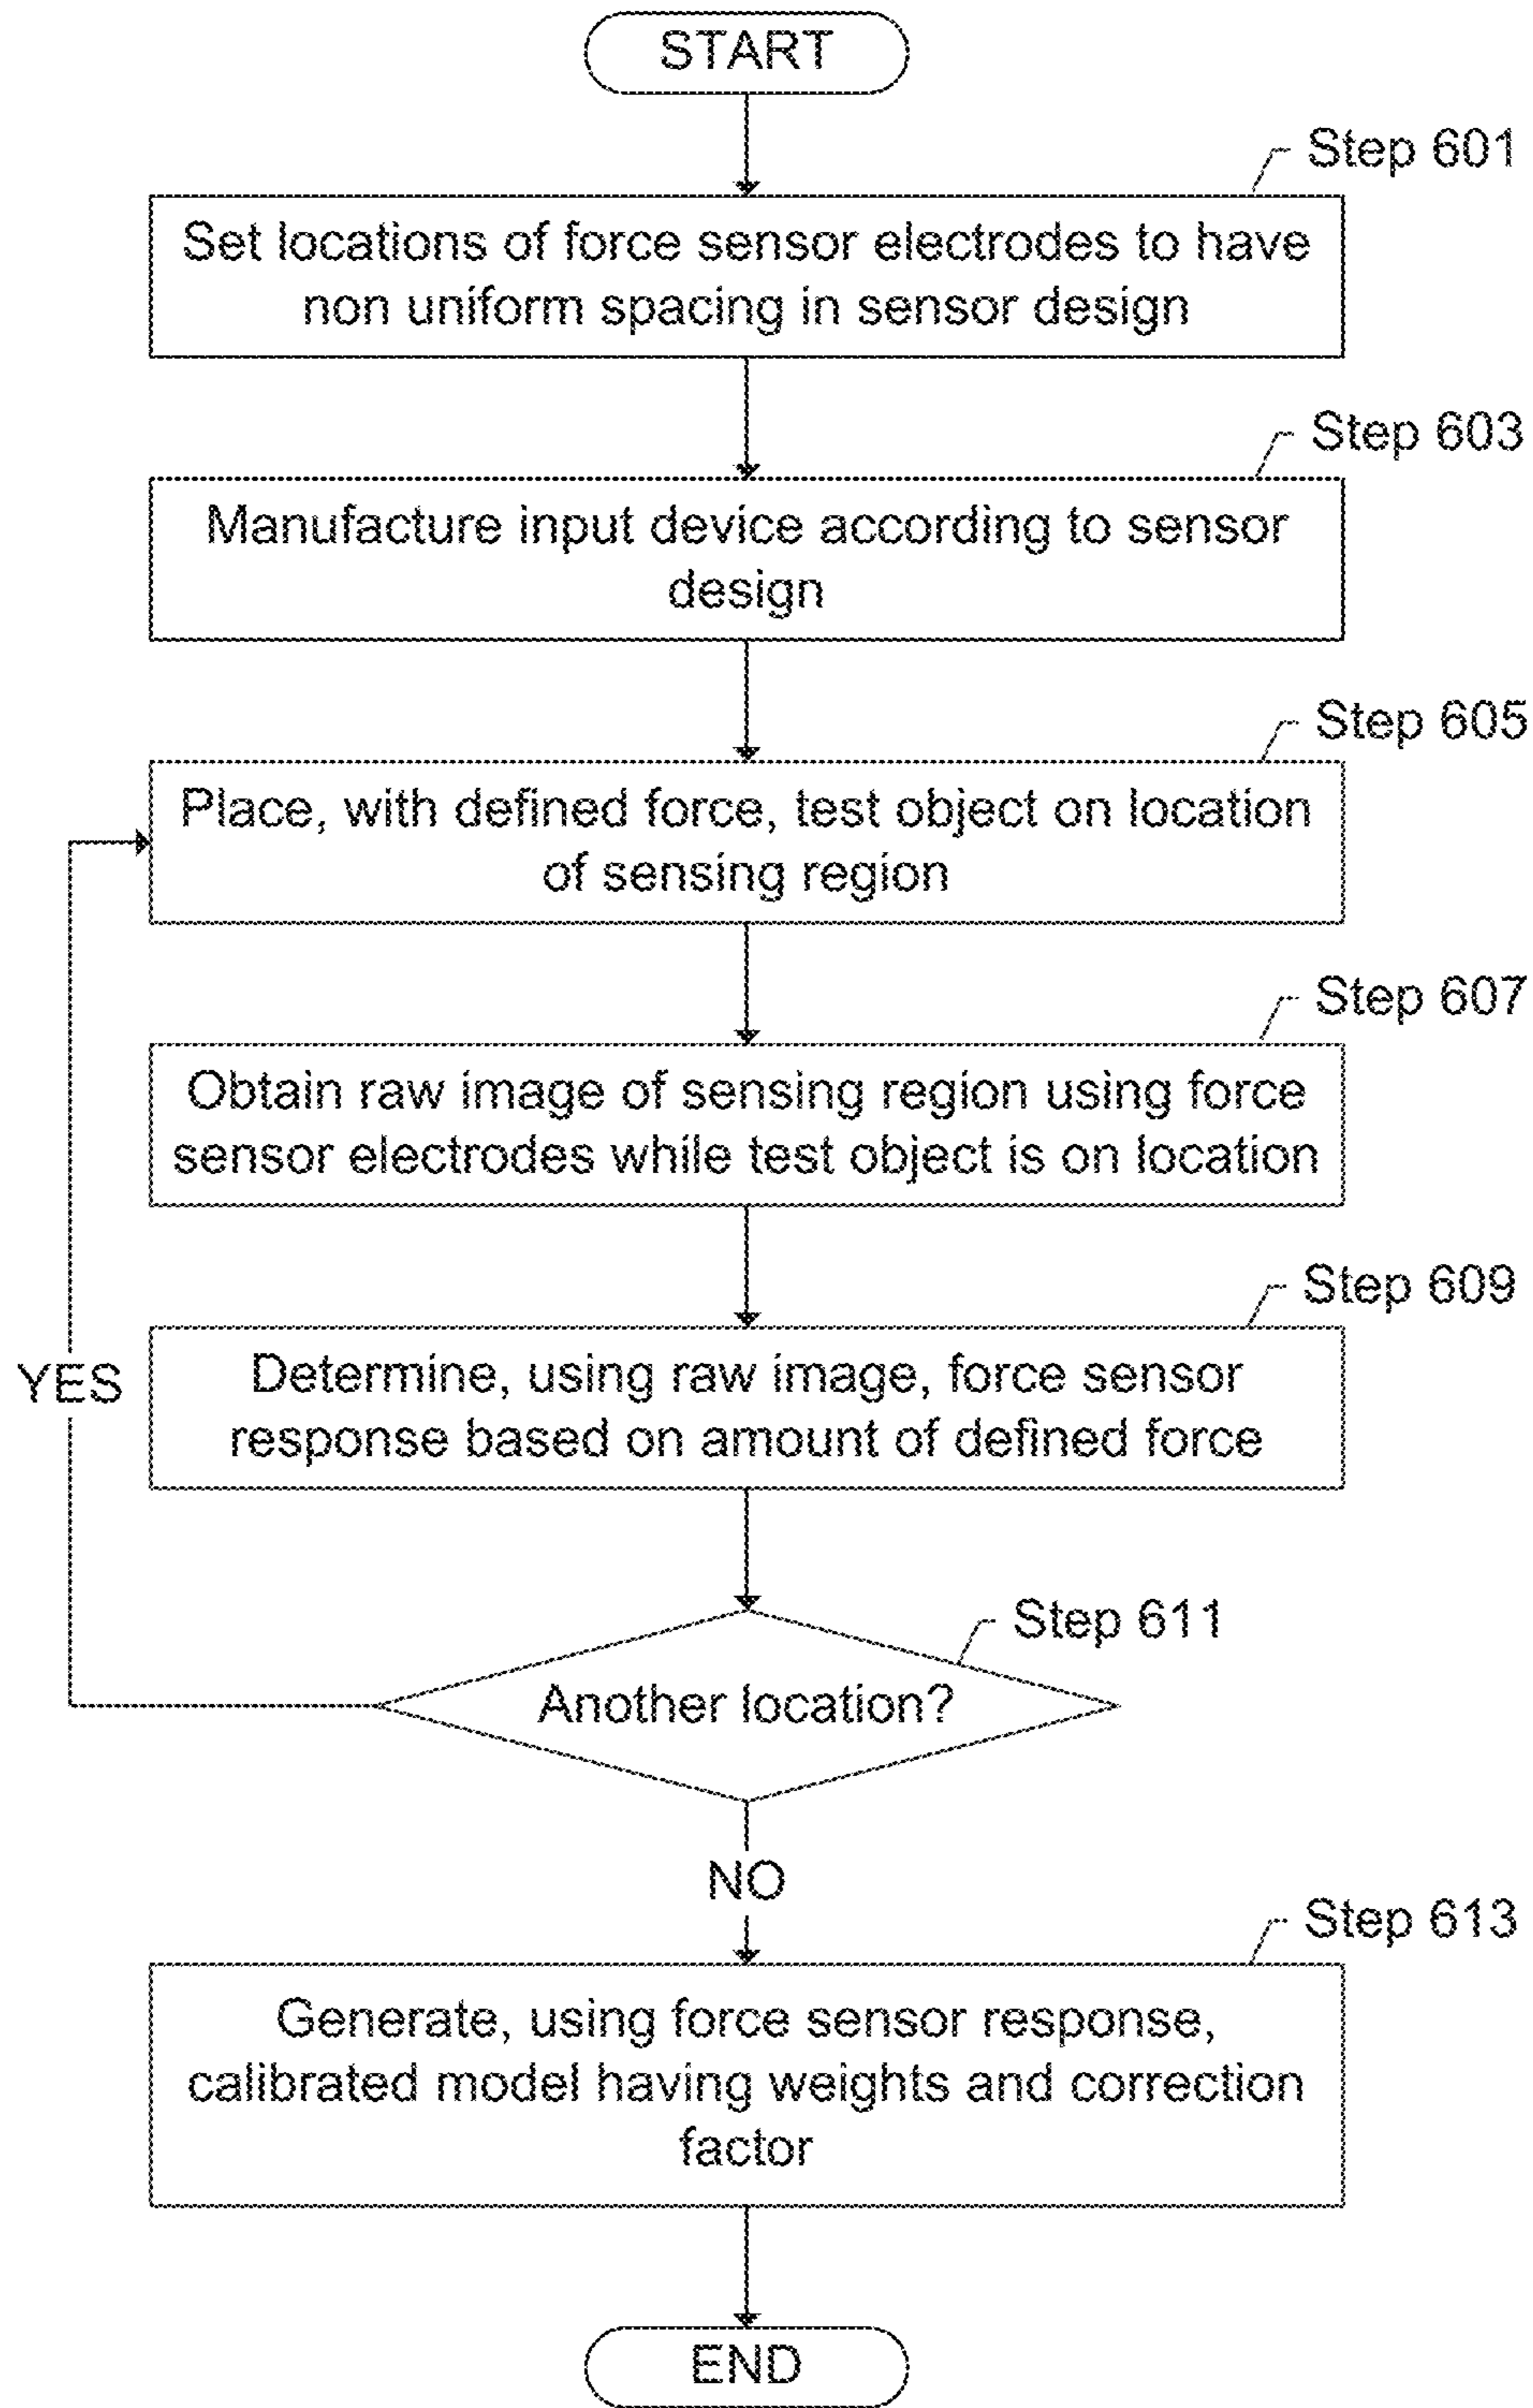 START
Step 601
Set locations of force sensor electrodes to have
non uniform spacing in sensor design
Step 603
Manufacture input device according to sensor
design
Step 605
Place, with defined force, test object on location
of sensing region
Step 607
Obtain raw image of sensing region using force
sensor electrodes while test object is on location
Step 609
Determine, using raw image, force sensor
response based on amount of defined force
YES
Step 611
Another location?
NO
Step 613
Generate, using force sensor response,
calibrated model having weights and correction
factor
END